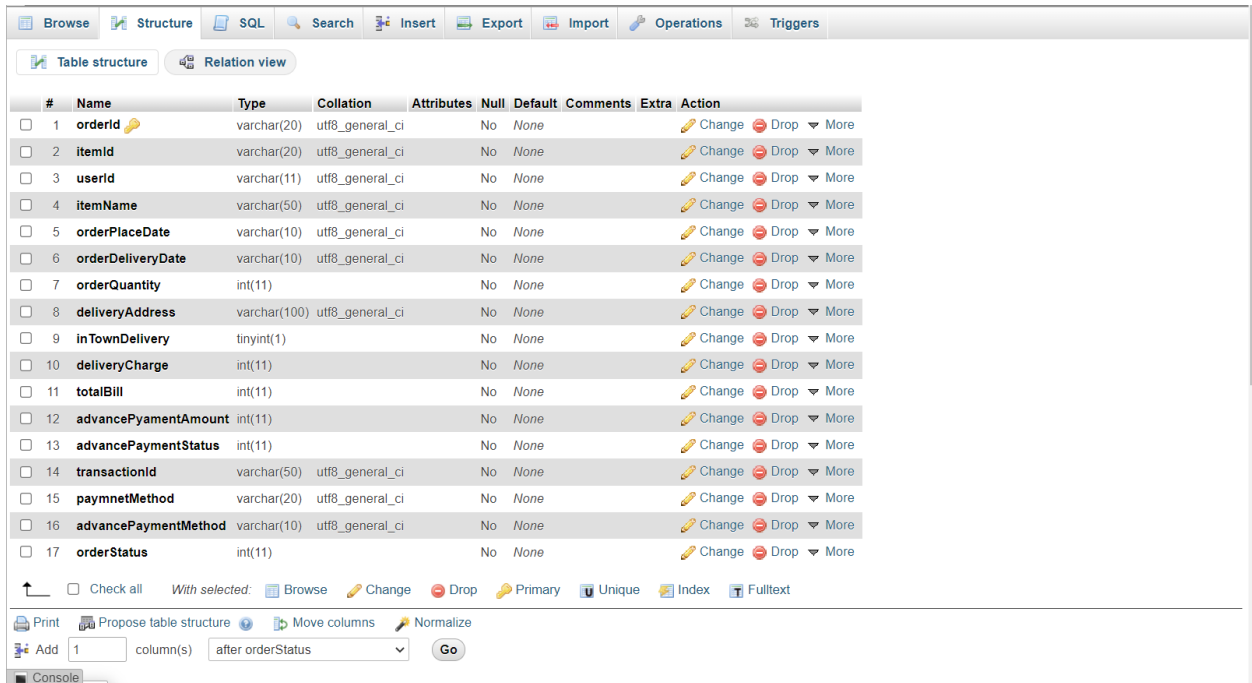 Browse Structure SQL Search Insert Export Import Operations Triggers
Table structure Relation view
# Name Type Collation Attributes Null Default Comments Extra Action
1 orderId varchar(20) utf8_general_ci No None Change Drop More
2 itemId varchar(20) utf8_general_ci No None Change Drop More
3 userId varchar(11) utf8_general_ci No None Change Drop More
4 itemName varchar(50) utf8_general_ci No None Change Drop More
5 orderPlaceDate varchar(10) utf8_general_ci No None Change Drop More
6 orderDeliveryDate varchar(10) utf8_general_ci No None Change Drop More
7 orderQuantity int(11) No None Change Drop More
8 deliveryAddress varchar(100) utf8_general_ci No None Change Drop More
9 inTownDelivery tinyint(1) No None Change Drop More
10 deliveryCharge int(11) No None Change Drop More
11 totalBill int(11) No None Change Drop More
12 advancePyamentAmount int(11) No None Change Drop More
13 advancePaymentStatus int(11) No None Change Drop More
14 transactionId varchar(50) utf8_general_ci No None Change Drop More
15 paymnetMethod varchar(20) utf8_general_ci No None Change Drop More
16 advancePaymentMethod varchar(10) utf8_general_ci No None Change Drop More
17 orderStatus int(11) No None Change Drop More
Check all With selected: Browse Change Drop Primary Unique Index Fulltext
Print Propose table structure Move columns Normalize
Add 1 column(s) after orderStatus Go
Console